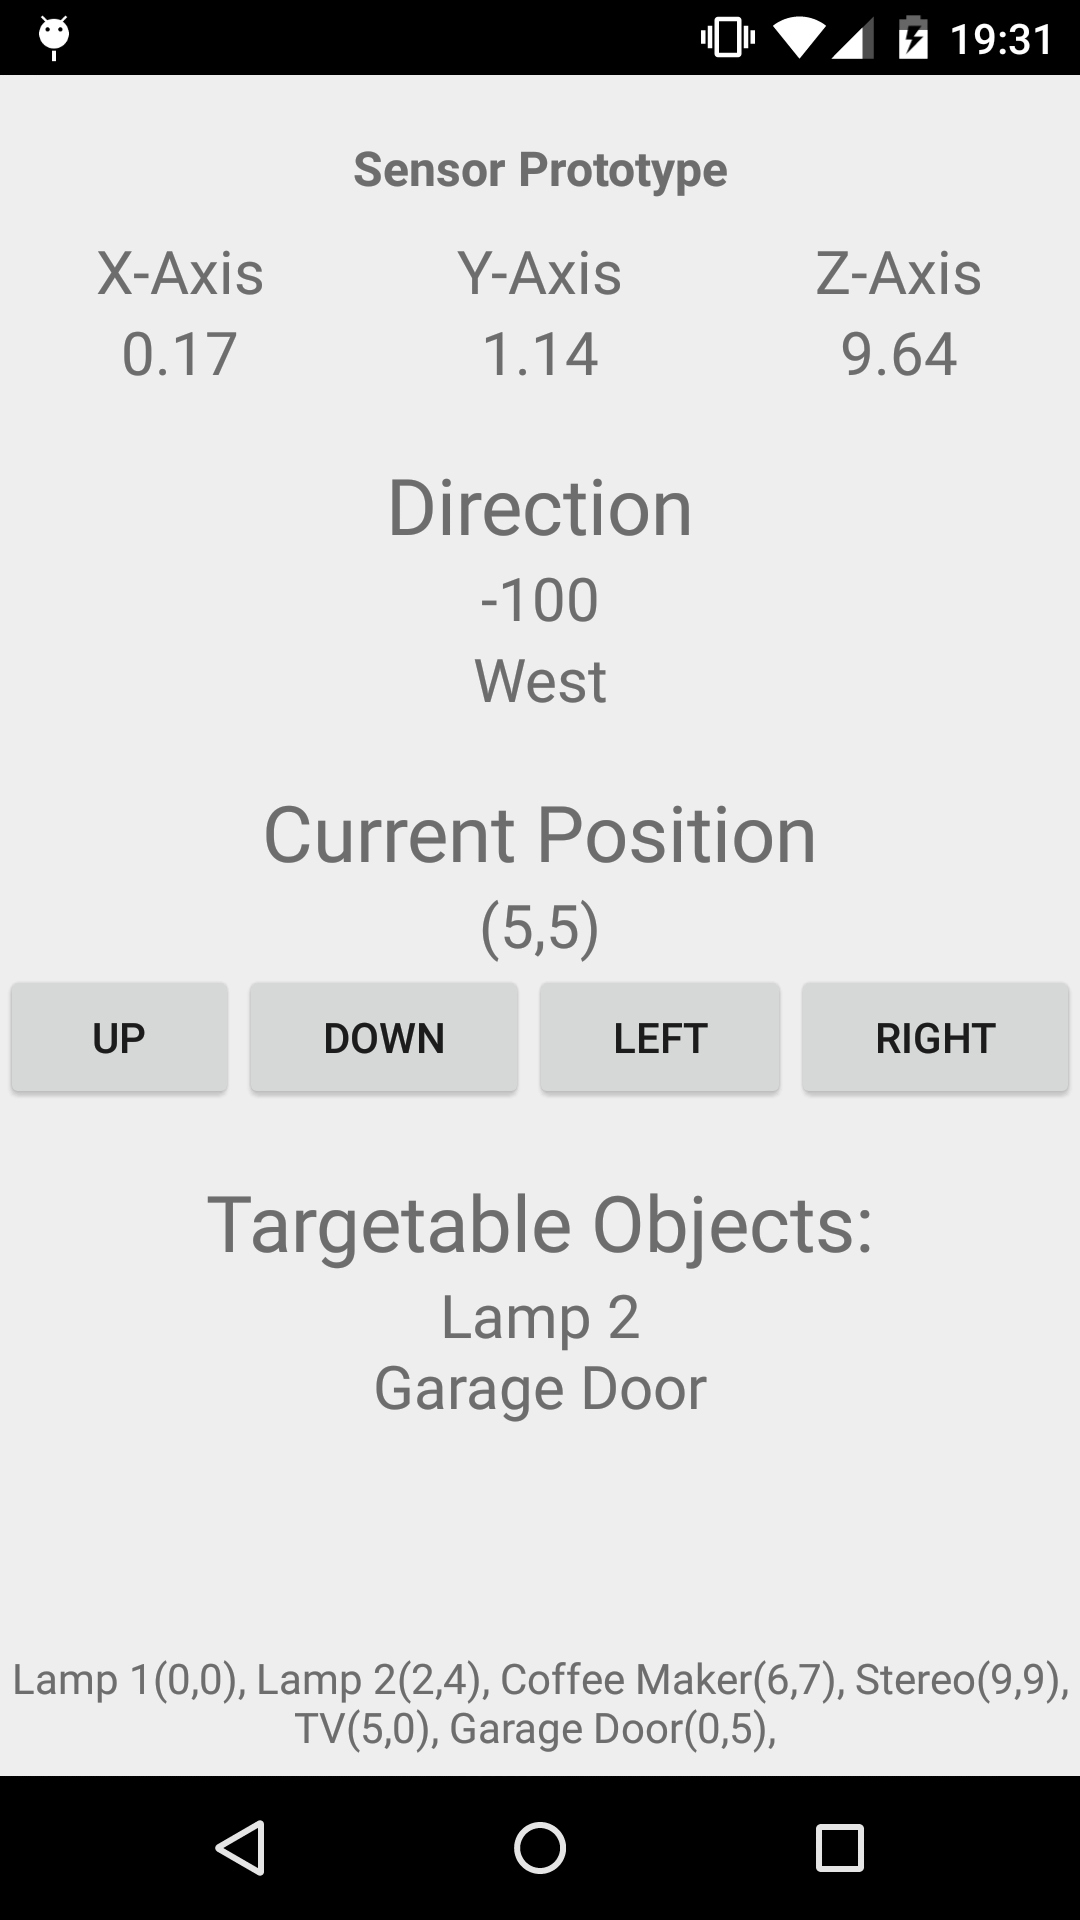 19:31
Sensor Prototype
X-Axis Y-Axis Z-Axis
0.17 1.14 9.64
Direction
-100
West
Current Position
(5,5)
UP DOWN LEFT RIGHT
Targetable Objects:
Lamp 2
Garage Door
Lamp 1(0,0), Lamp 2(2,4), Coffee Maker(6,7), Stereo(9,9),
TV(5,0), Garage Door(0,5),